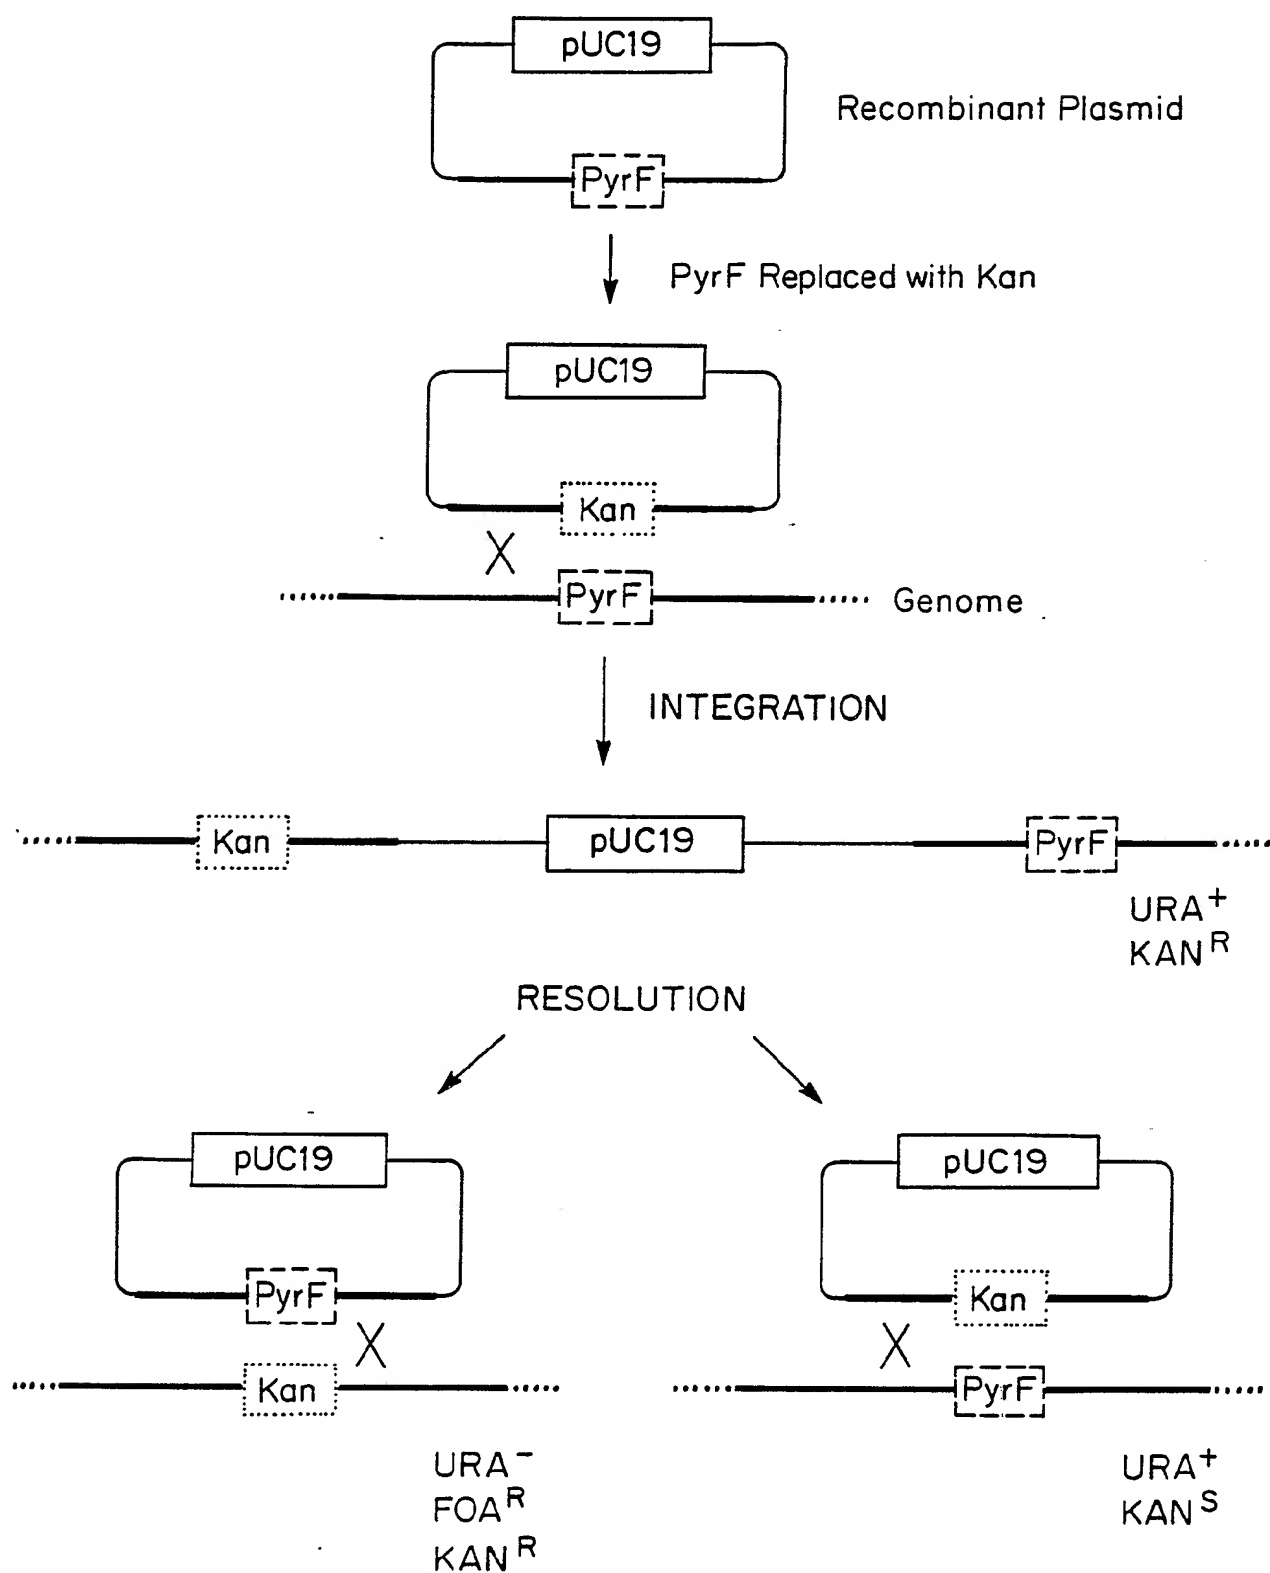 pUC19
Recombinant Plasmid
PyrF
PyrF Replaced with Kan
pUC19
Kan
PyrF
Genome
INTEGRATION
Kan
pUC19
PyrF
URA+
KANR
RESOLUTION
pUC19
pUC19
PyrF
Kan
Kan
PyrF
URA-
FOAR
KANR
URA+
KANS